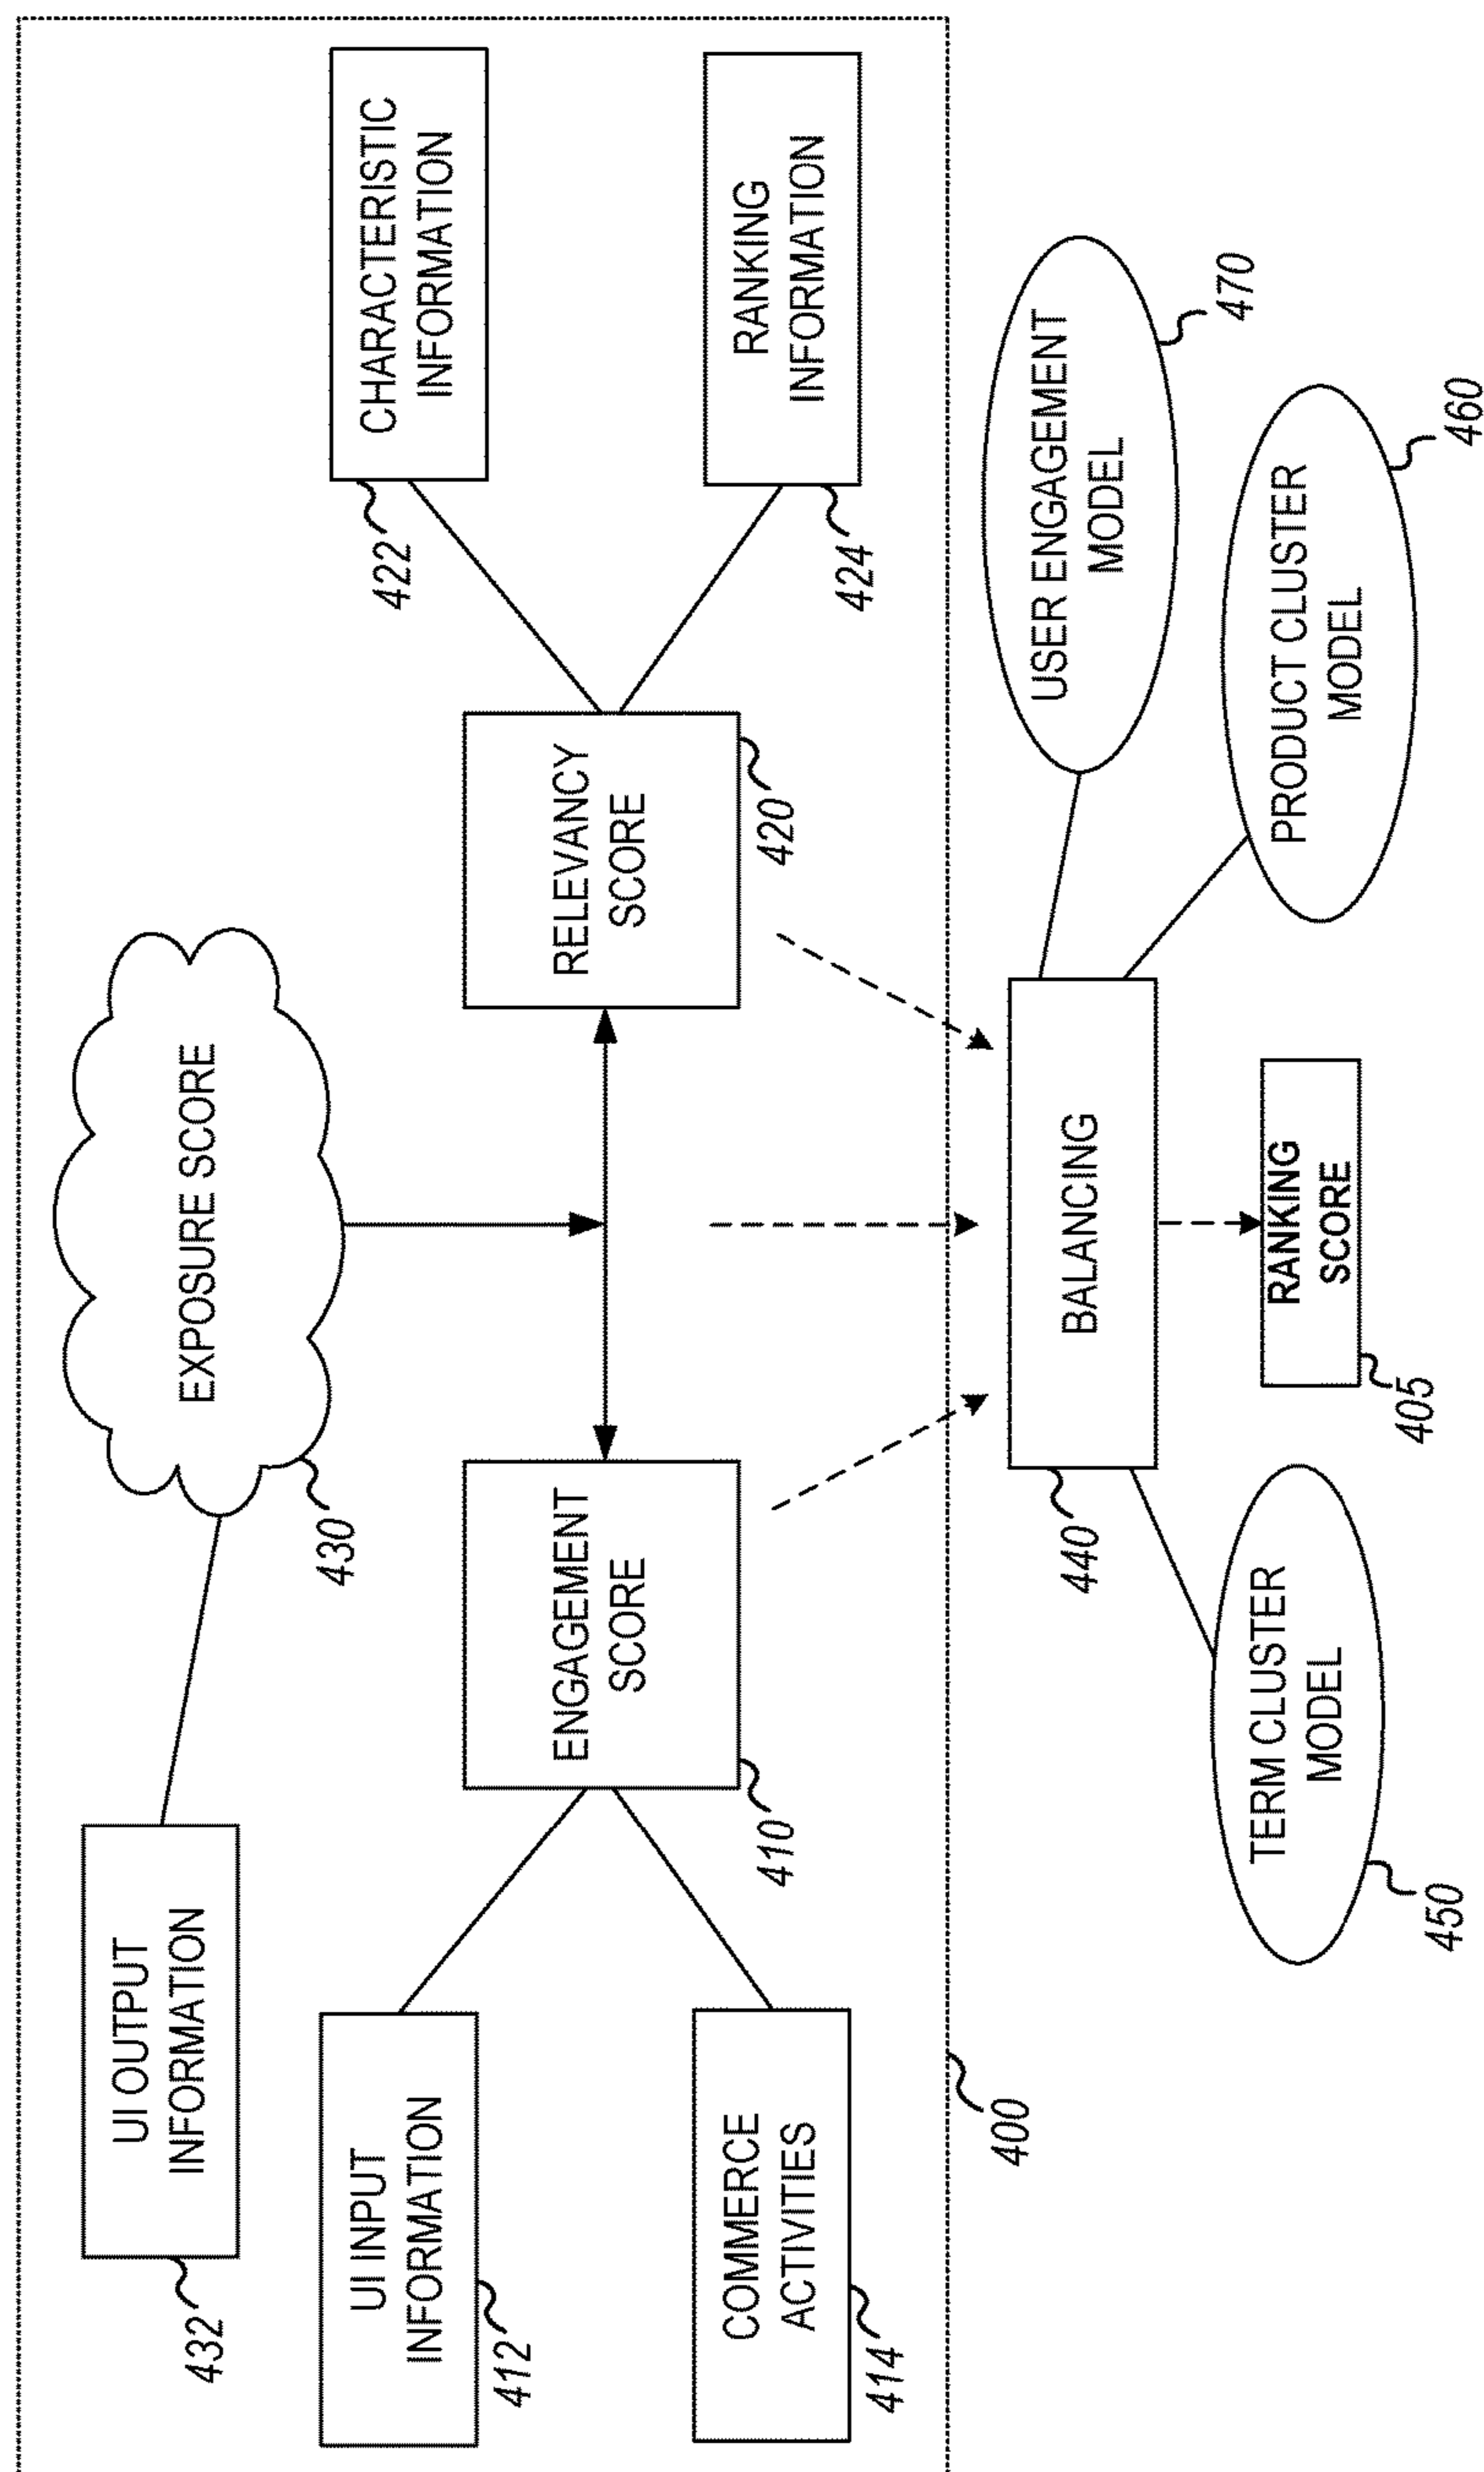 EXPOSURE SCORE
430
UI OUTPUT
INFORMATION
432
UI INPUT
INFORMATION
412
COMMERCE
ACTIVITIES
414
ENGAGEMENT
SCORE
410
RELEVANCY
SCORE
420
CHARACTERISTIC
INFORMATION
422
RANKING
INFORMATION
424
400
BALANCING
440
TERM CLUSTER
MODEL
450
RANKING
SCORE
405
PRODUCT CLUSTER
MODEL
460
USER ENGAGEMENT
MODEL
470